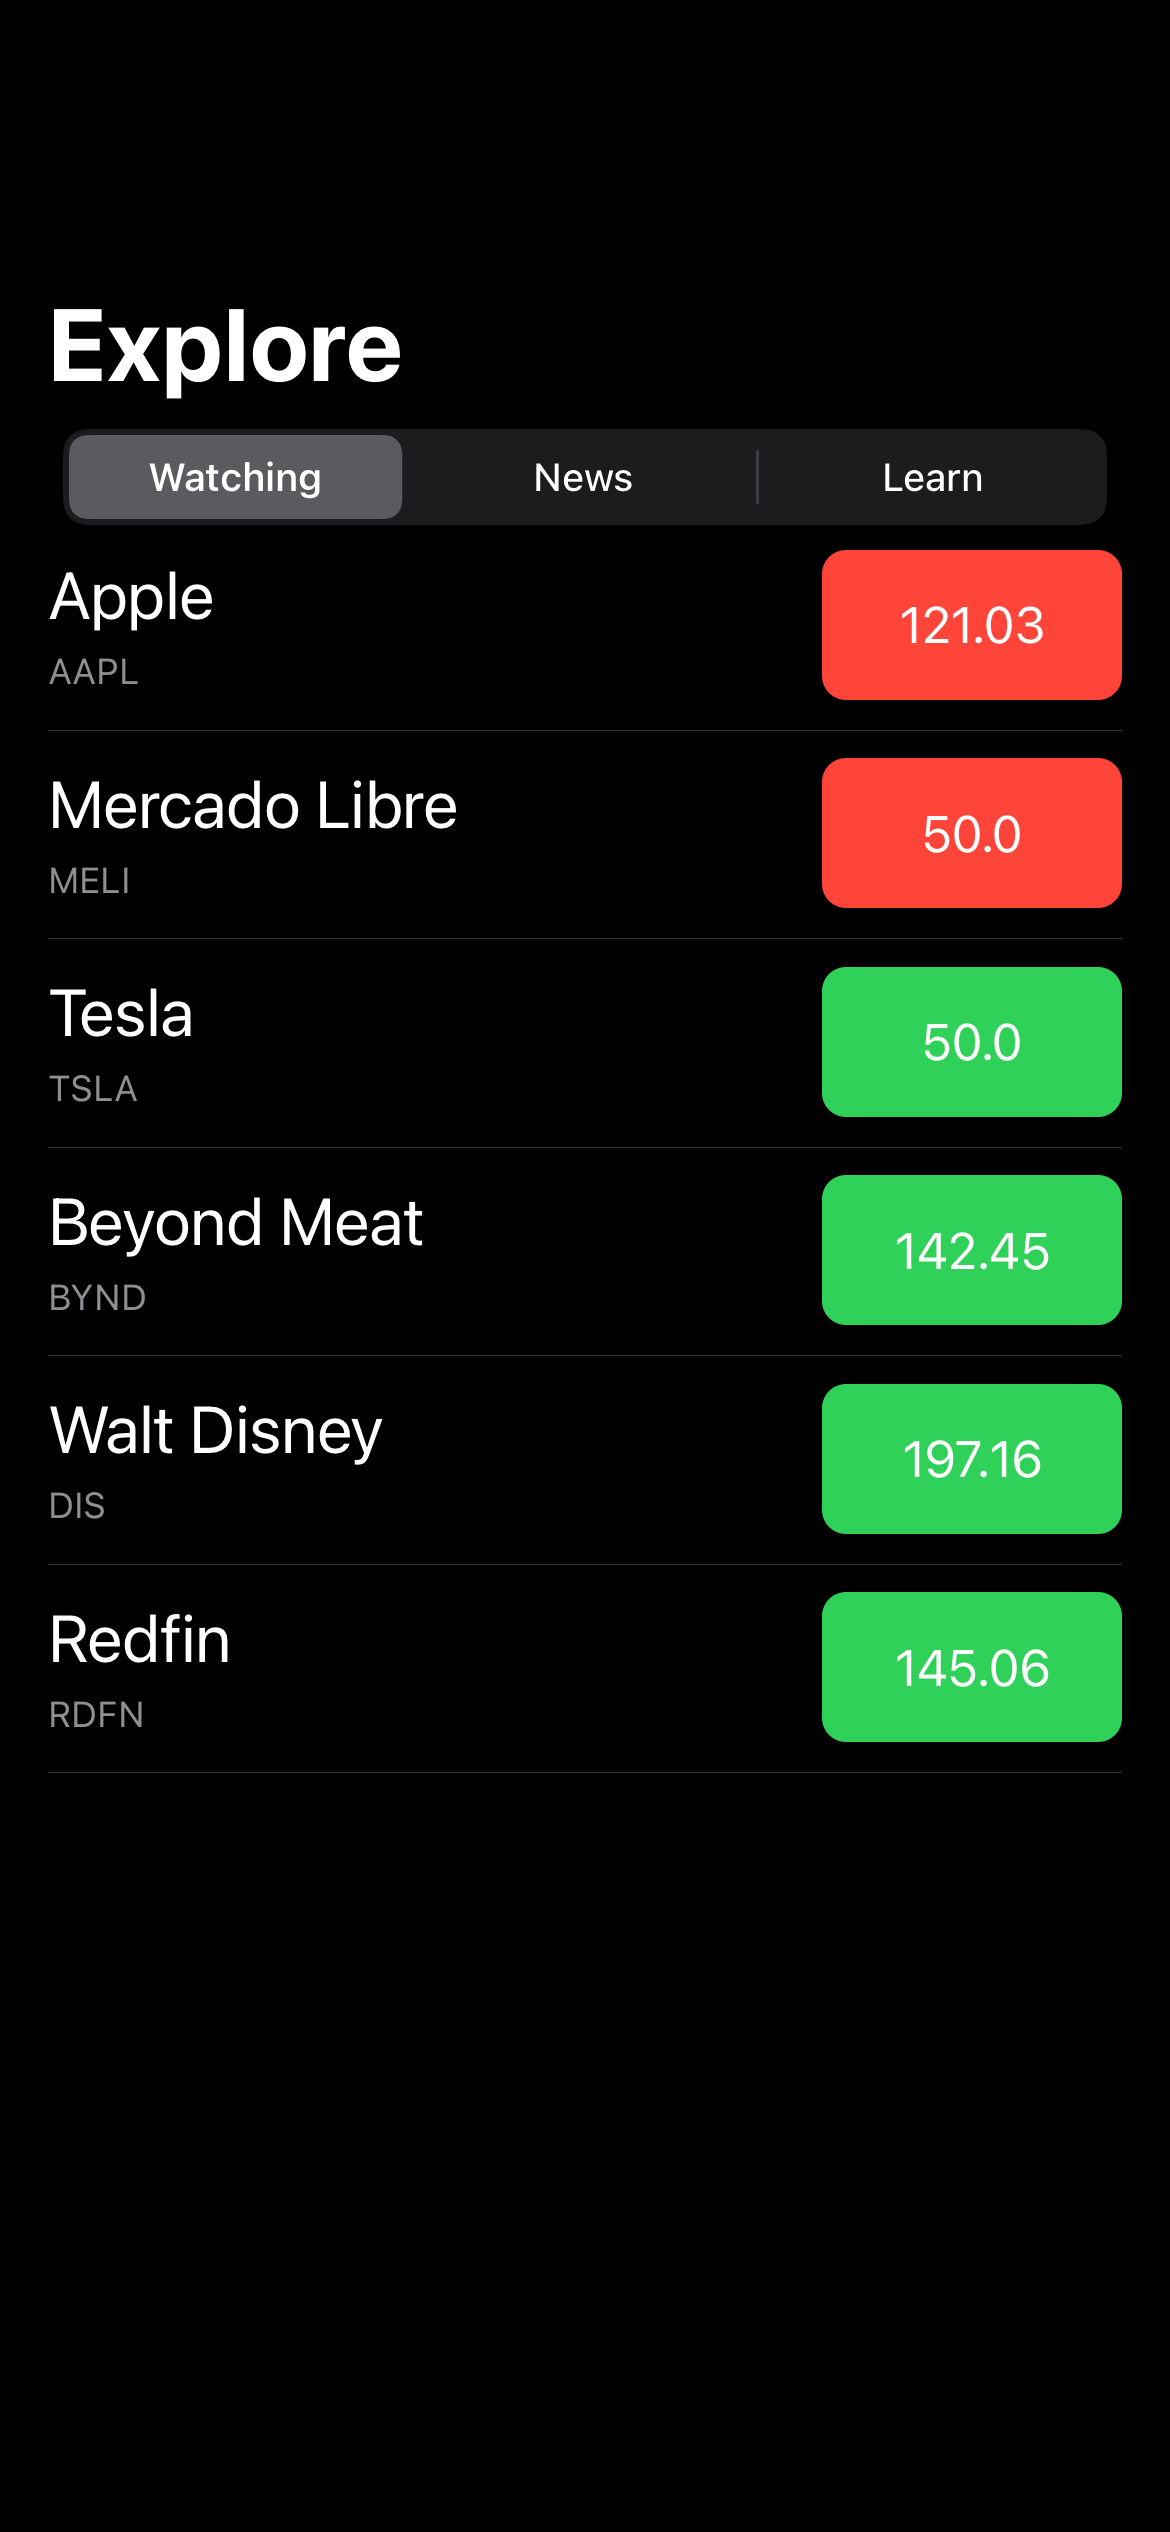 Explore
Watching News Learn
Apple
AAPL
121.03
Mercado Libre
MELI
50.0
Tesla
TSLA
50.0
Beyond Meat
BYND
142.45
Walt Disney
DIS
197.16
Redfin
RDFN
145.06